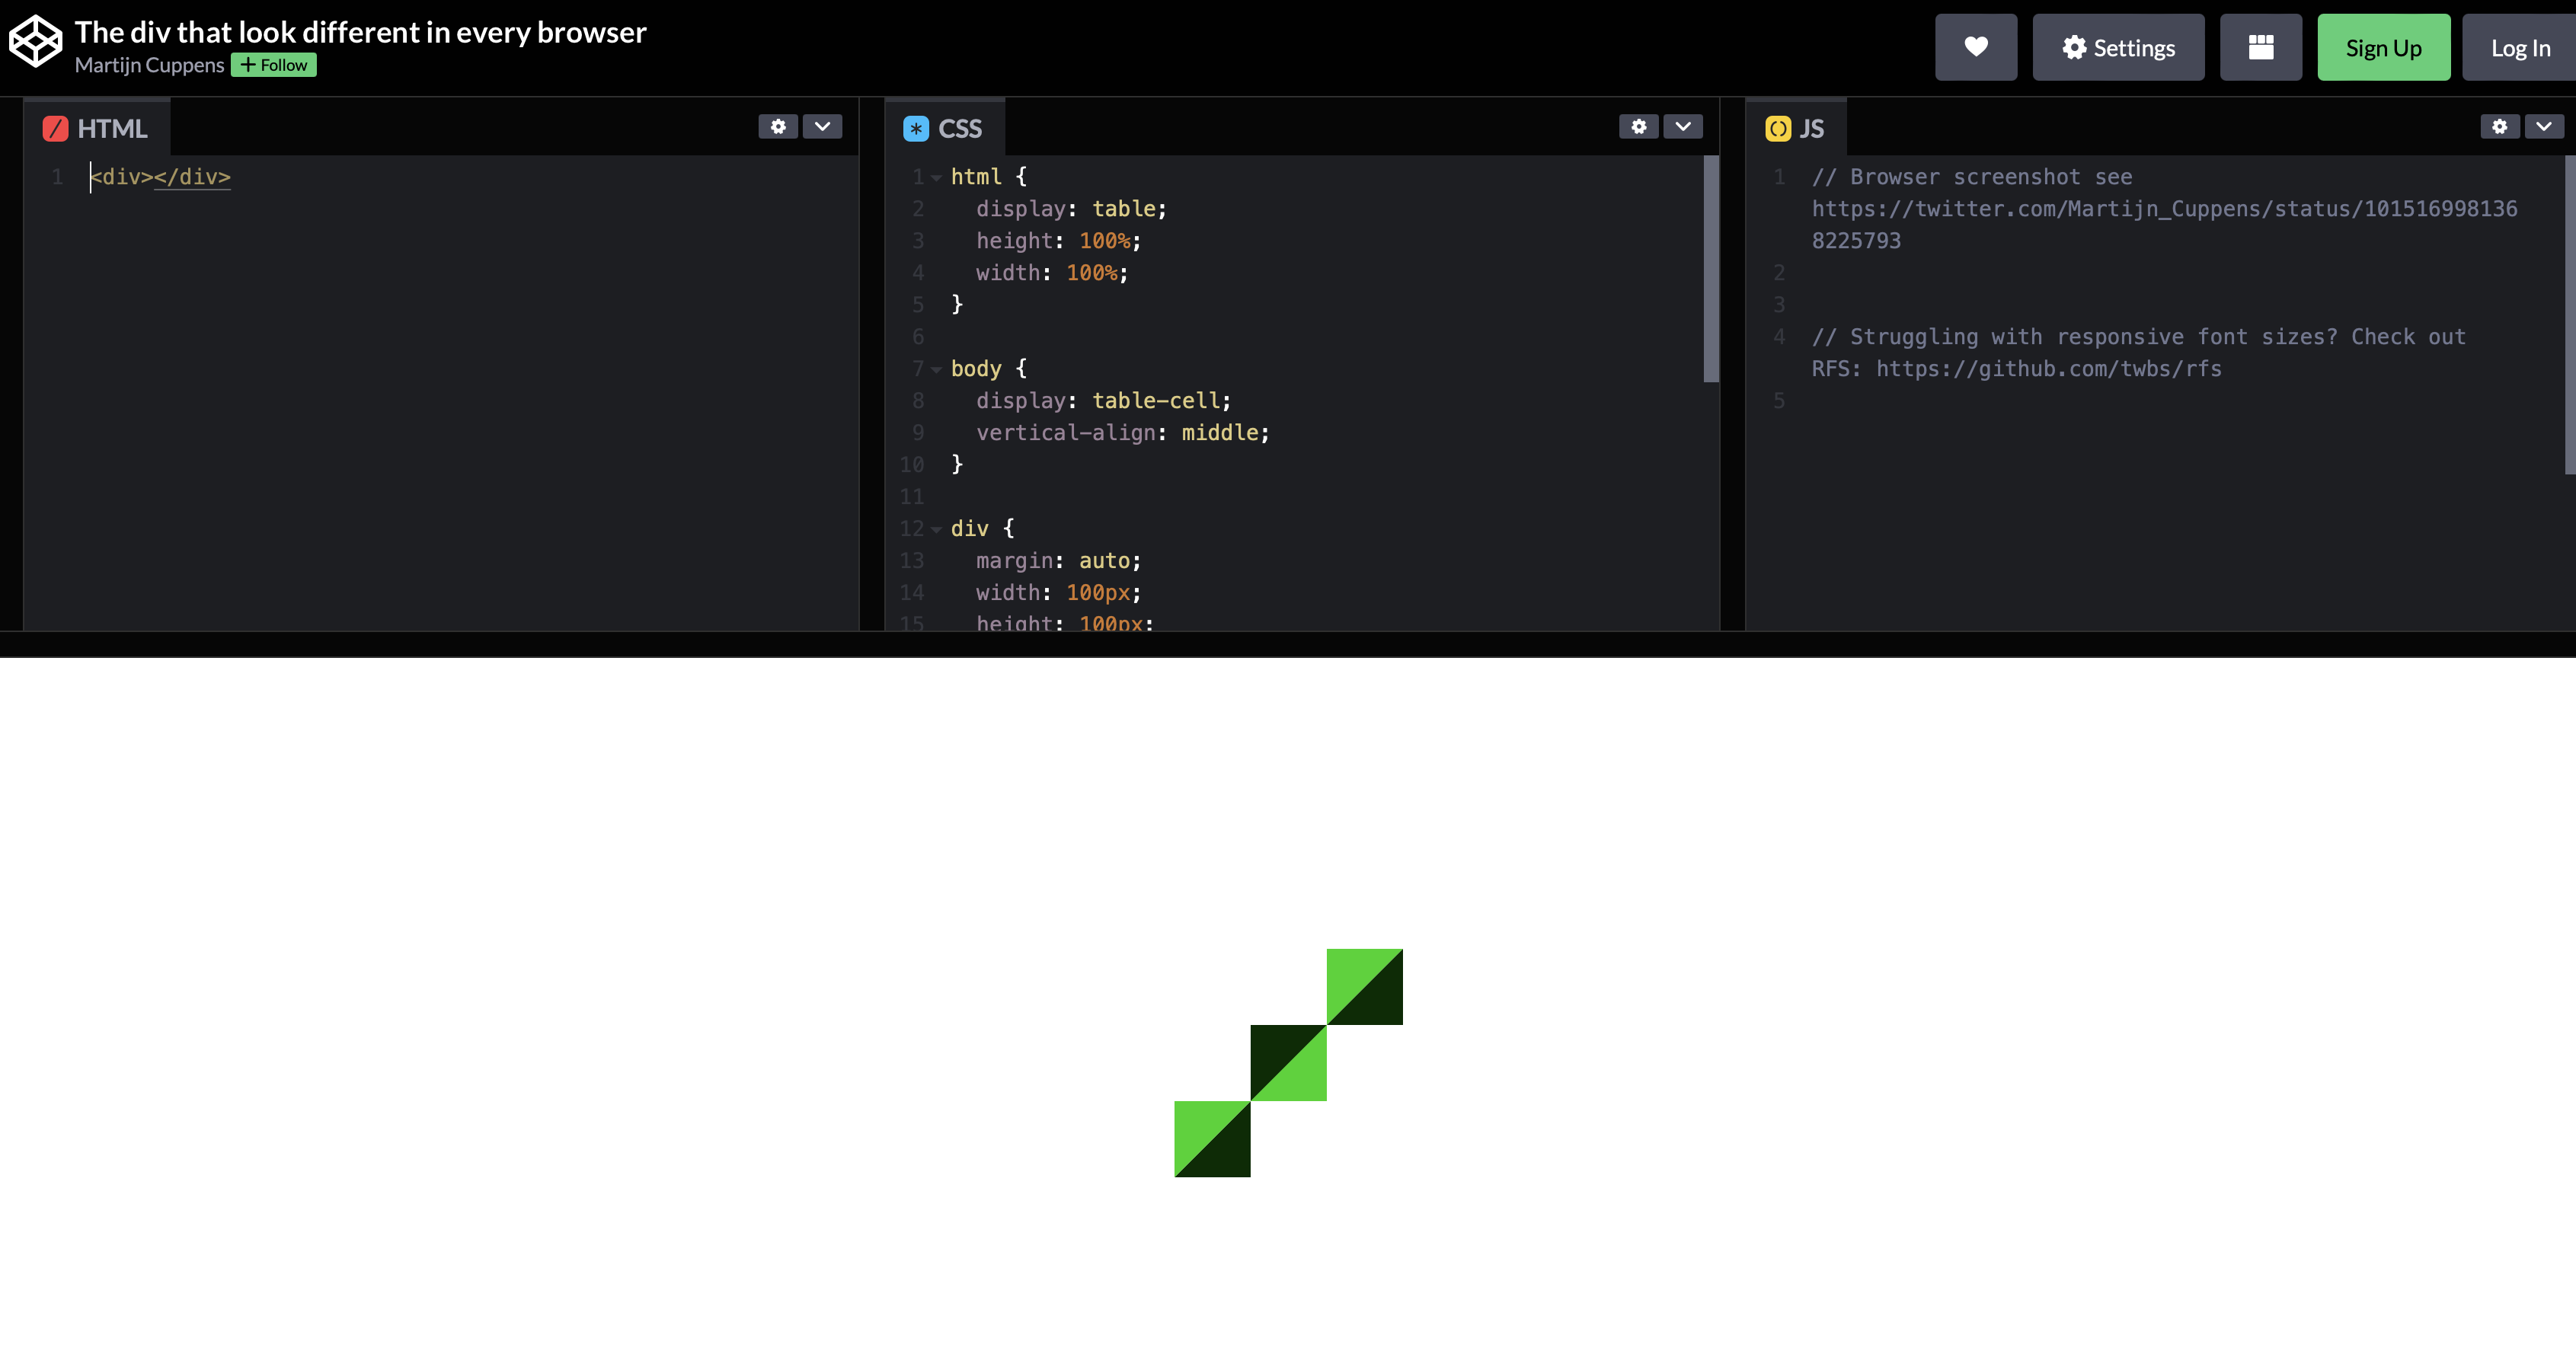 The div that look different in every browser
Martijn Cuppens + Follow
Settings
Sign Up
Log In
HTML
1 <div></div>
CSS
1 html {
2 display: table;
3 height: 100%;
4 width: 100%;
5 }
6
7 body {
8 display: table-cell;
9 vertical-align: middle;
10 }
11
12 div {
13 margin: auto;
14 width: 100px;
15 height: 100px;
JS
1 // Browser screenshot see
https://twitter.com/Martijn_Cuppens/status/101516998136
8225793
2
3
4 // Struggling with responsive font sizes? Check out
RFS: https://github.com/twbs/rfs
5